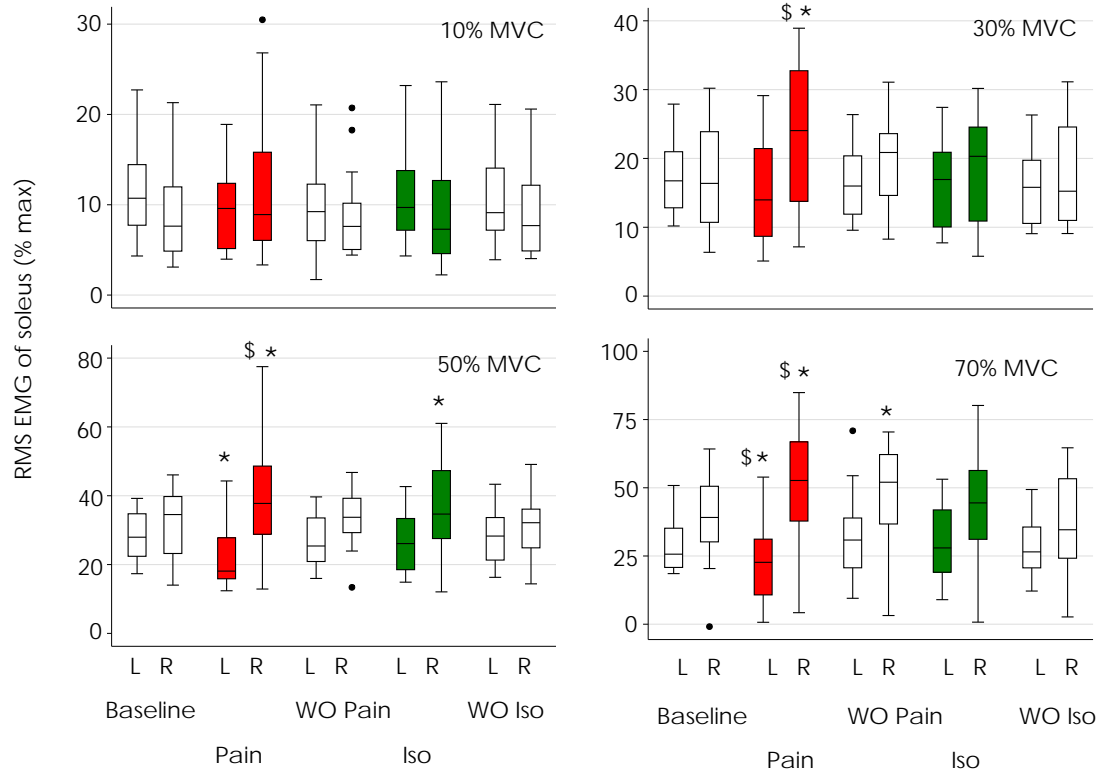 RMS EMG of soleus (% max)
10% MVC
30
20
10
0
30% MVC
$ *
40
30
20
10
0
50% MVC
80
60
40
20
0
*
$ *
*
L R L R L R L R L R
Baseline WO Pain WO Iso
Pain Iso
70% MVC
100
75
50
25
0
$ *
$ *
*
L R L R L R L R L R
Baseline WO Pain WO Iso
Pain Iso